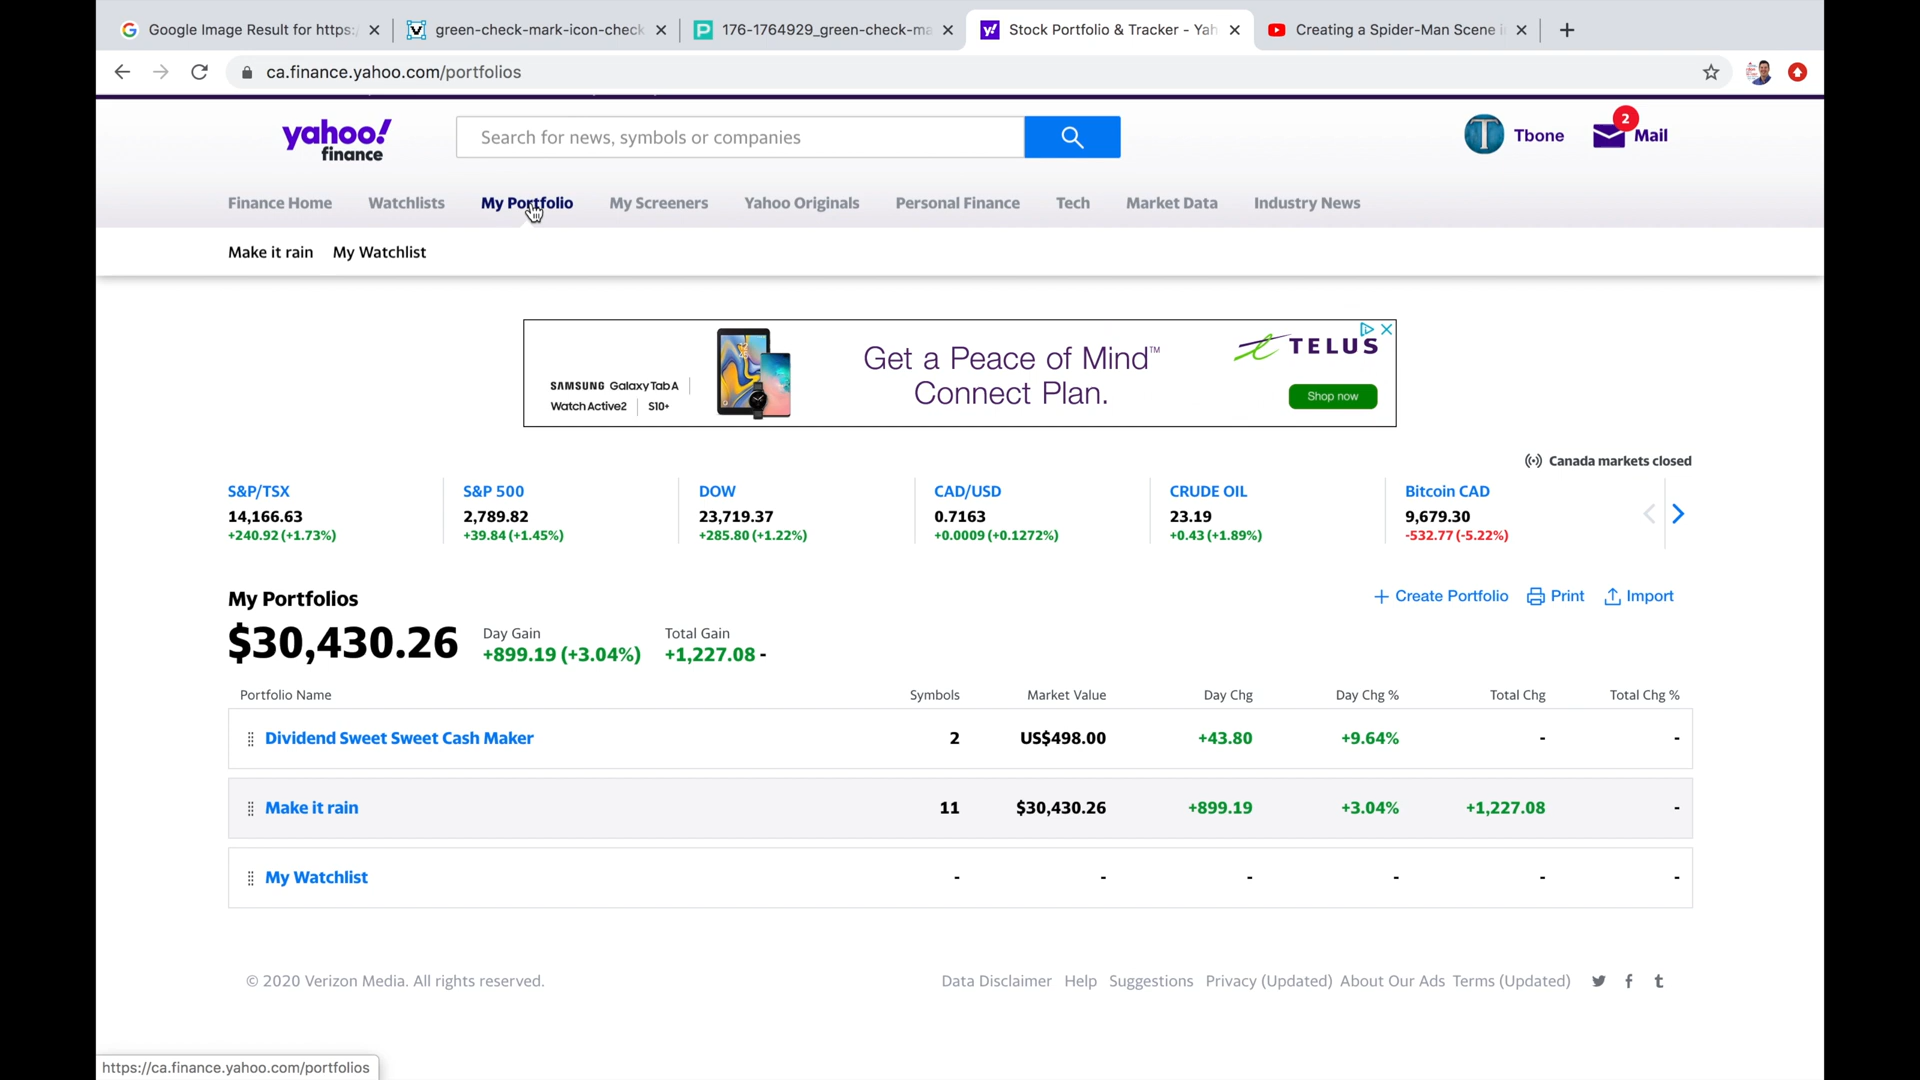 Google Image Result for https:/
green-check-mark-icon-check
176-1764929_green-check-ma
Stock Portfolio & Tracker - Yah
Creating a Spider-Man Scene i
ca.finance.yahoo.com/portfolios
yahoo!
finance
Search for news, symbols or companies
T
Tbone
2
Mail
Finance Home
Watchlists
My Portfolio
My Screeners
Yahoo Originals
Personal Finance
Tech
Market Data
Industry News
Make it rain
My Watchlist
SAMSUNG Galaxy Tab A
Watch Active2 S10+
Get a Peace of Mind™
Connect Plan.
TELUS
Shop now
Canada markets closed
S&P/TSX
14,166.63
+240.92 (+1.73%)
S&P 500
2,789.82
+39.84 (+1.45%)
DOW
23,719.37
+285.80 (+1.22%)
CAD/USD
0.7163
+0.0009 (+0.1272%)
CRUDE OIL
23.19
+0.43 (+1.89%)
Bitcoin CAD
9,679.30
-532.77 (-5.22%)
My Portfolios
Create Portfolio
Print
Import
$30,430.26
Day Gain
+899.19 (+3.04%)
Total Gain
+1,227.08 -
Portfolio Name Symbols Market Value Day Chg Day Chg % Total Chg Total Chg %
Dividend Sweet Sweet Cash Maker 2 US$498.00 +43.80 +9.64% - -
Make it rain 11 $30,430.26 +899.19 +3.04% +1,227.08 -
My Watchlist - - - - - -
© 2020 Verizon Media. All rights reserved.
Data Disclaimer Help Suggestions Privacy (Updated) About Our Ads Terms (Updated)
https://ca.finance.yahoo.com/portfolios